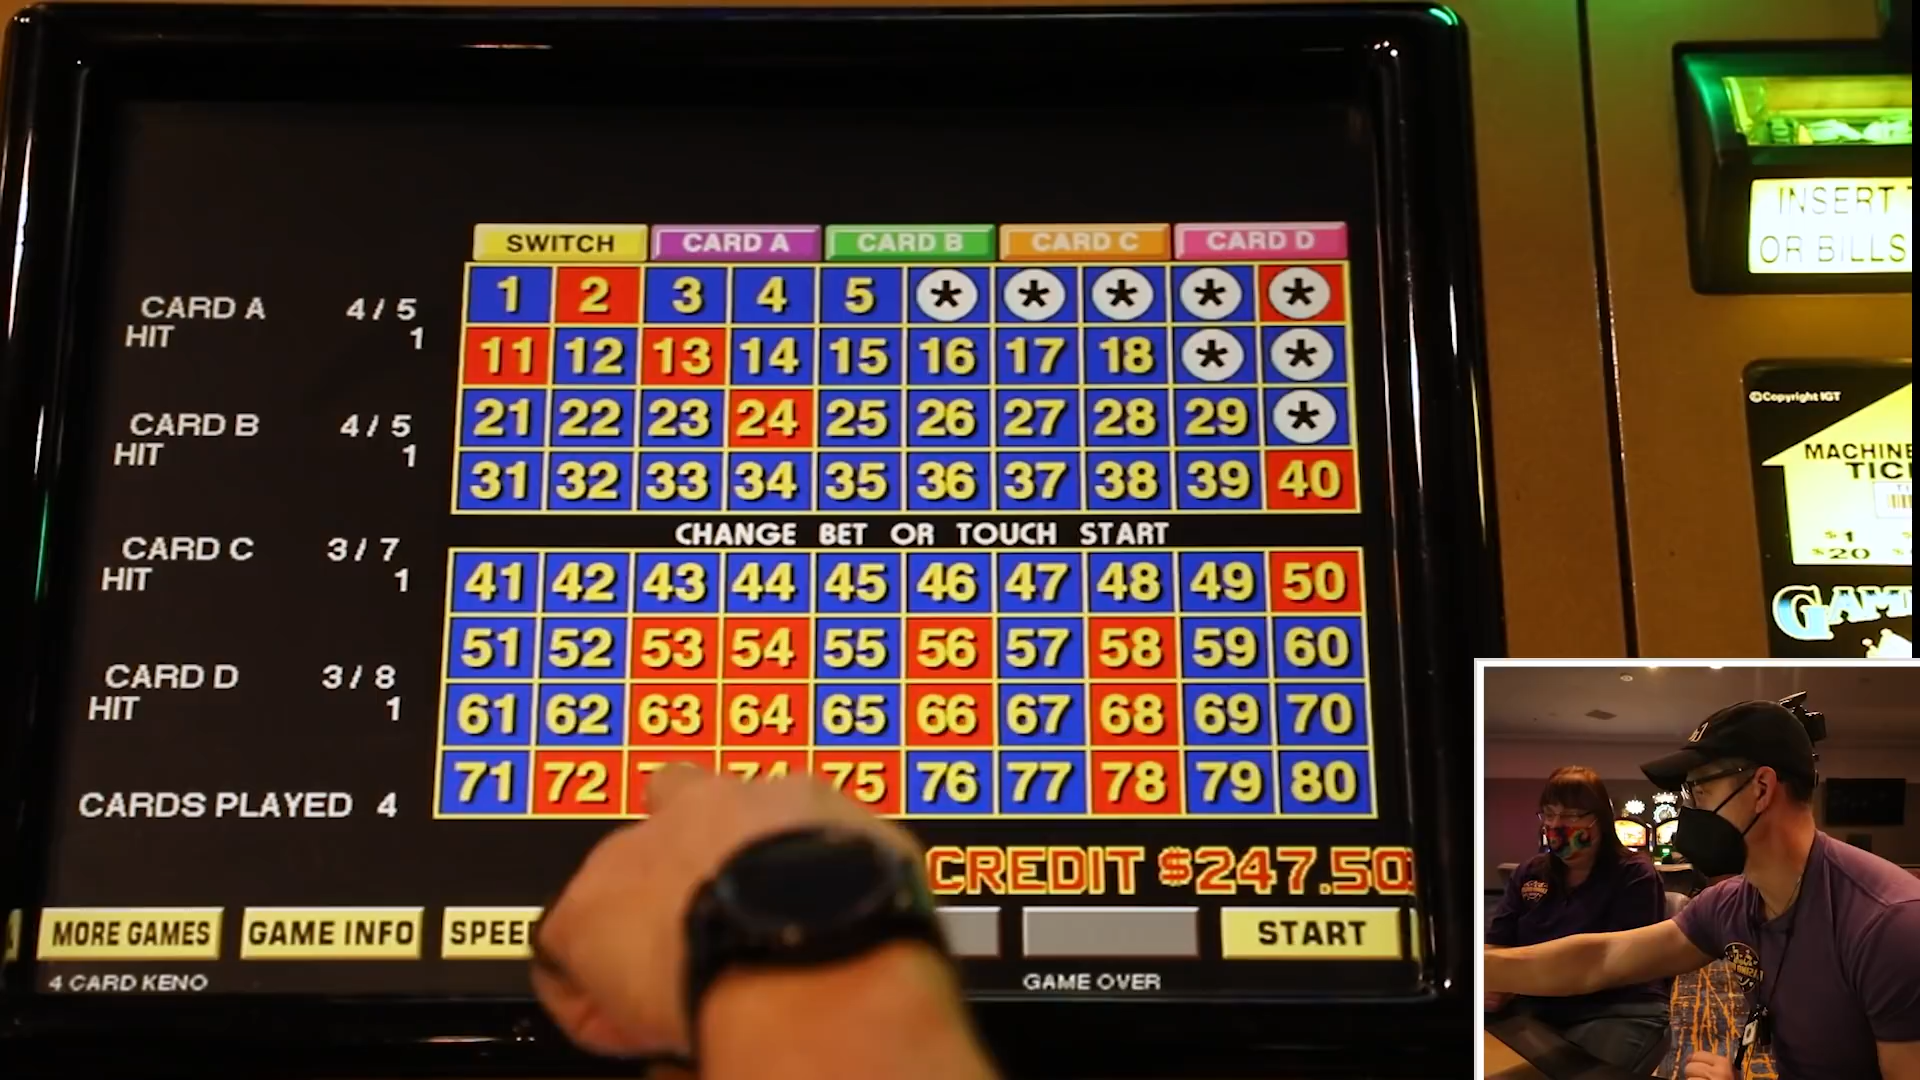 SWITCH CARD A CARD B CARD C CARD D
1 2 3 4 5 * * * * *
11 12 13 14 15 16 17 18 * *
21 22 23 24 25 26 27 28 29 *
31 32 33 34 35 36 37 38 39 40
CHANGE BET OR TOUCH START
41 42 43 44 45 46 47 48 49 50
51 52 53 54 55 56 57 58 59 60
61 62 63 64 65 66 67 68 69 70
71 72 74 75 76 77 78 79 80
CARD A 4/5
HIT 1
CARD B 4/5
HIT 1
CARD C 3/7
HIT 1
CARD D 3/8
HIT 1
CARDS PLAYED 4
CREDIT $247.50
MORE GAMES GAME INFO SPEED START
4 CARD KENO GAME OVER
INSERT
OR BILLS
©Copyright IGT
MACHINE
$1
$20